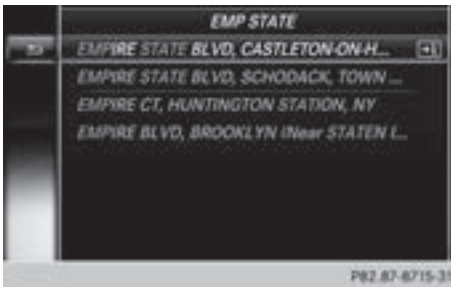 EMP STATE
EMPIRE STATE BLVD, CASTLETON-ON-H...
EMPIRE STATE BLVD, SCHODACK, TOWN ...
EMPIRE CT, HUNTINGTON STATION, NY
EMPIRE BLVD, BROOKLYN (Near STATEN I...
P82.87-8715-31